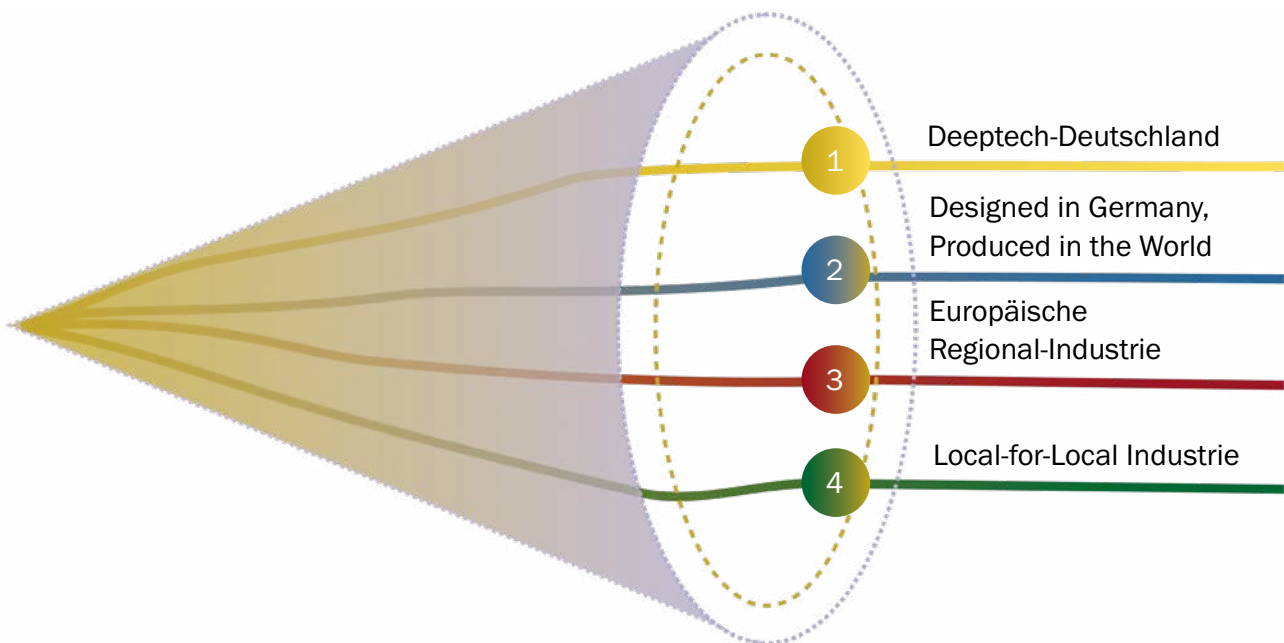 1
Deeptech-Deutschland
Designed in Germany,
2
Produced in the World
Europäische
Regional-Industrie
3
Local-for-Local Industrie
4